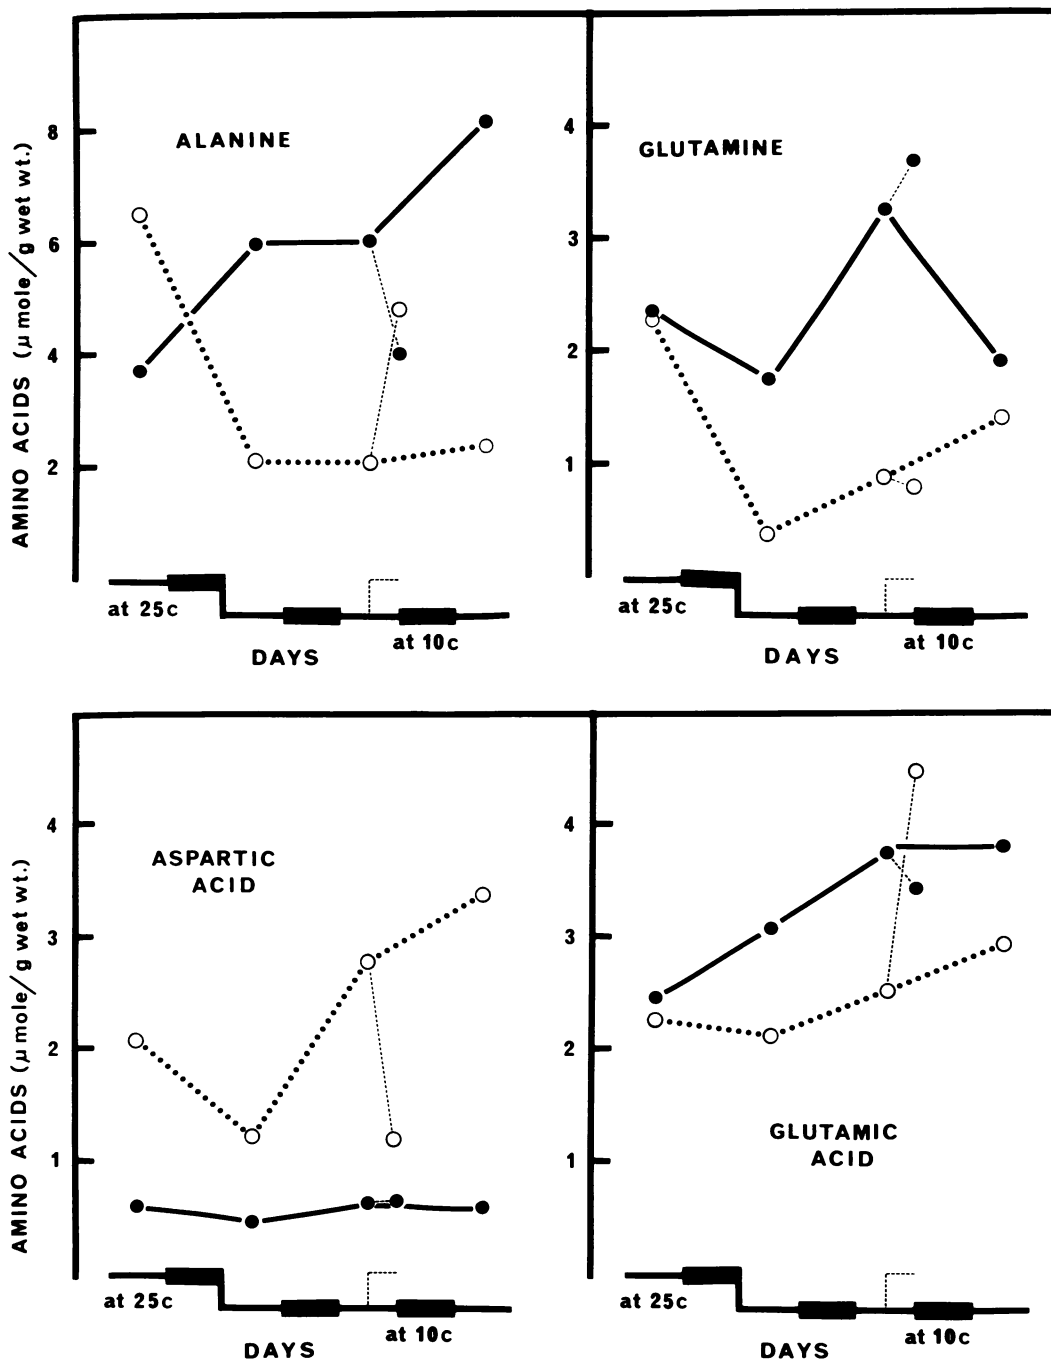 ALANINE
8
6
4
2
AMINO ACIDS (μ mole/g wet wt.)
at 25c
at 10c
DAYS
GLUTAMINE
4
3
2
1
at 25c
at 10c
DAYS
ASPARTIC
ACID
4
3
2
1
AMINO ACIDS (μ mole/g wet wt.)
at 25c
at 10c
DAYS
4
3
2
1
GLUTAMIC
ACID
at 25c
at 10c
DAYS